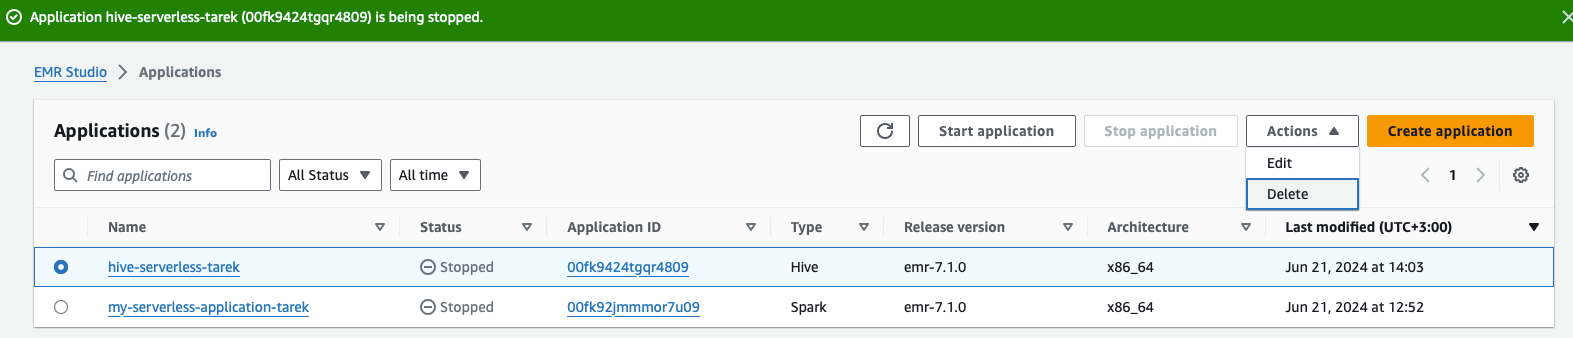 Application hive-serverless-tarek (00fk9424tgqr4809) is being stopped.
EMR Studio Applications
Applications (2) Info
Start application Stop application Actions Create application
Edit
Find applications All Status All time 1
Delete
Name Status Application ID Type Release version Architecture Last modified (UTC+3:00)
hive-serverless-tarek Stopped 00fk9424tgqr4809 Hive emr-7.1.0 x86_64 Jun 21, 2024 at 14:03
my-serverless-application-tarek Stopped 00fk92jmmmor7u09 Spark emr-7.1.0 x86_64 Jun 21, 2024 at 12:52